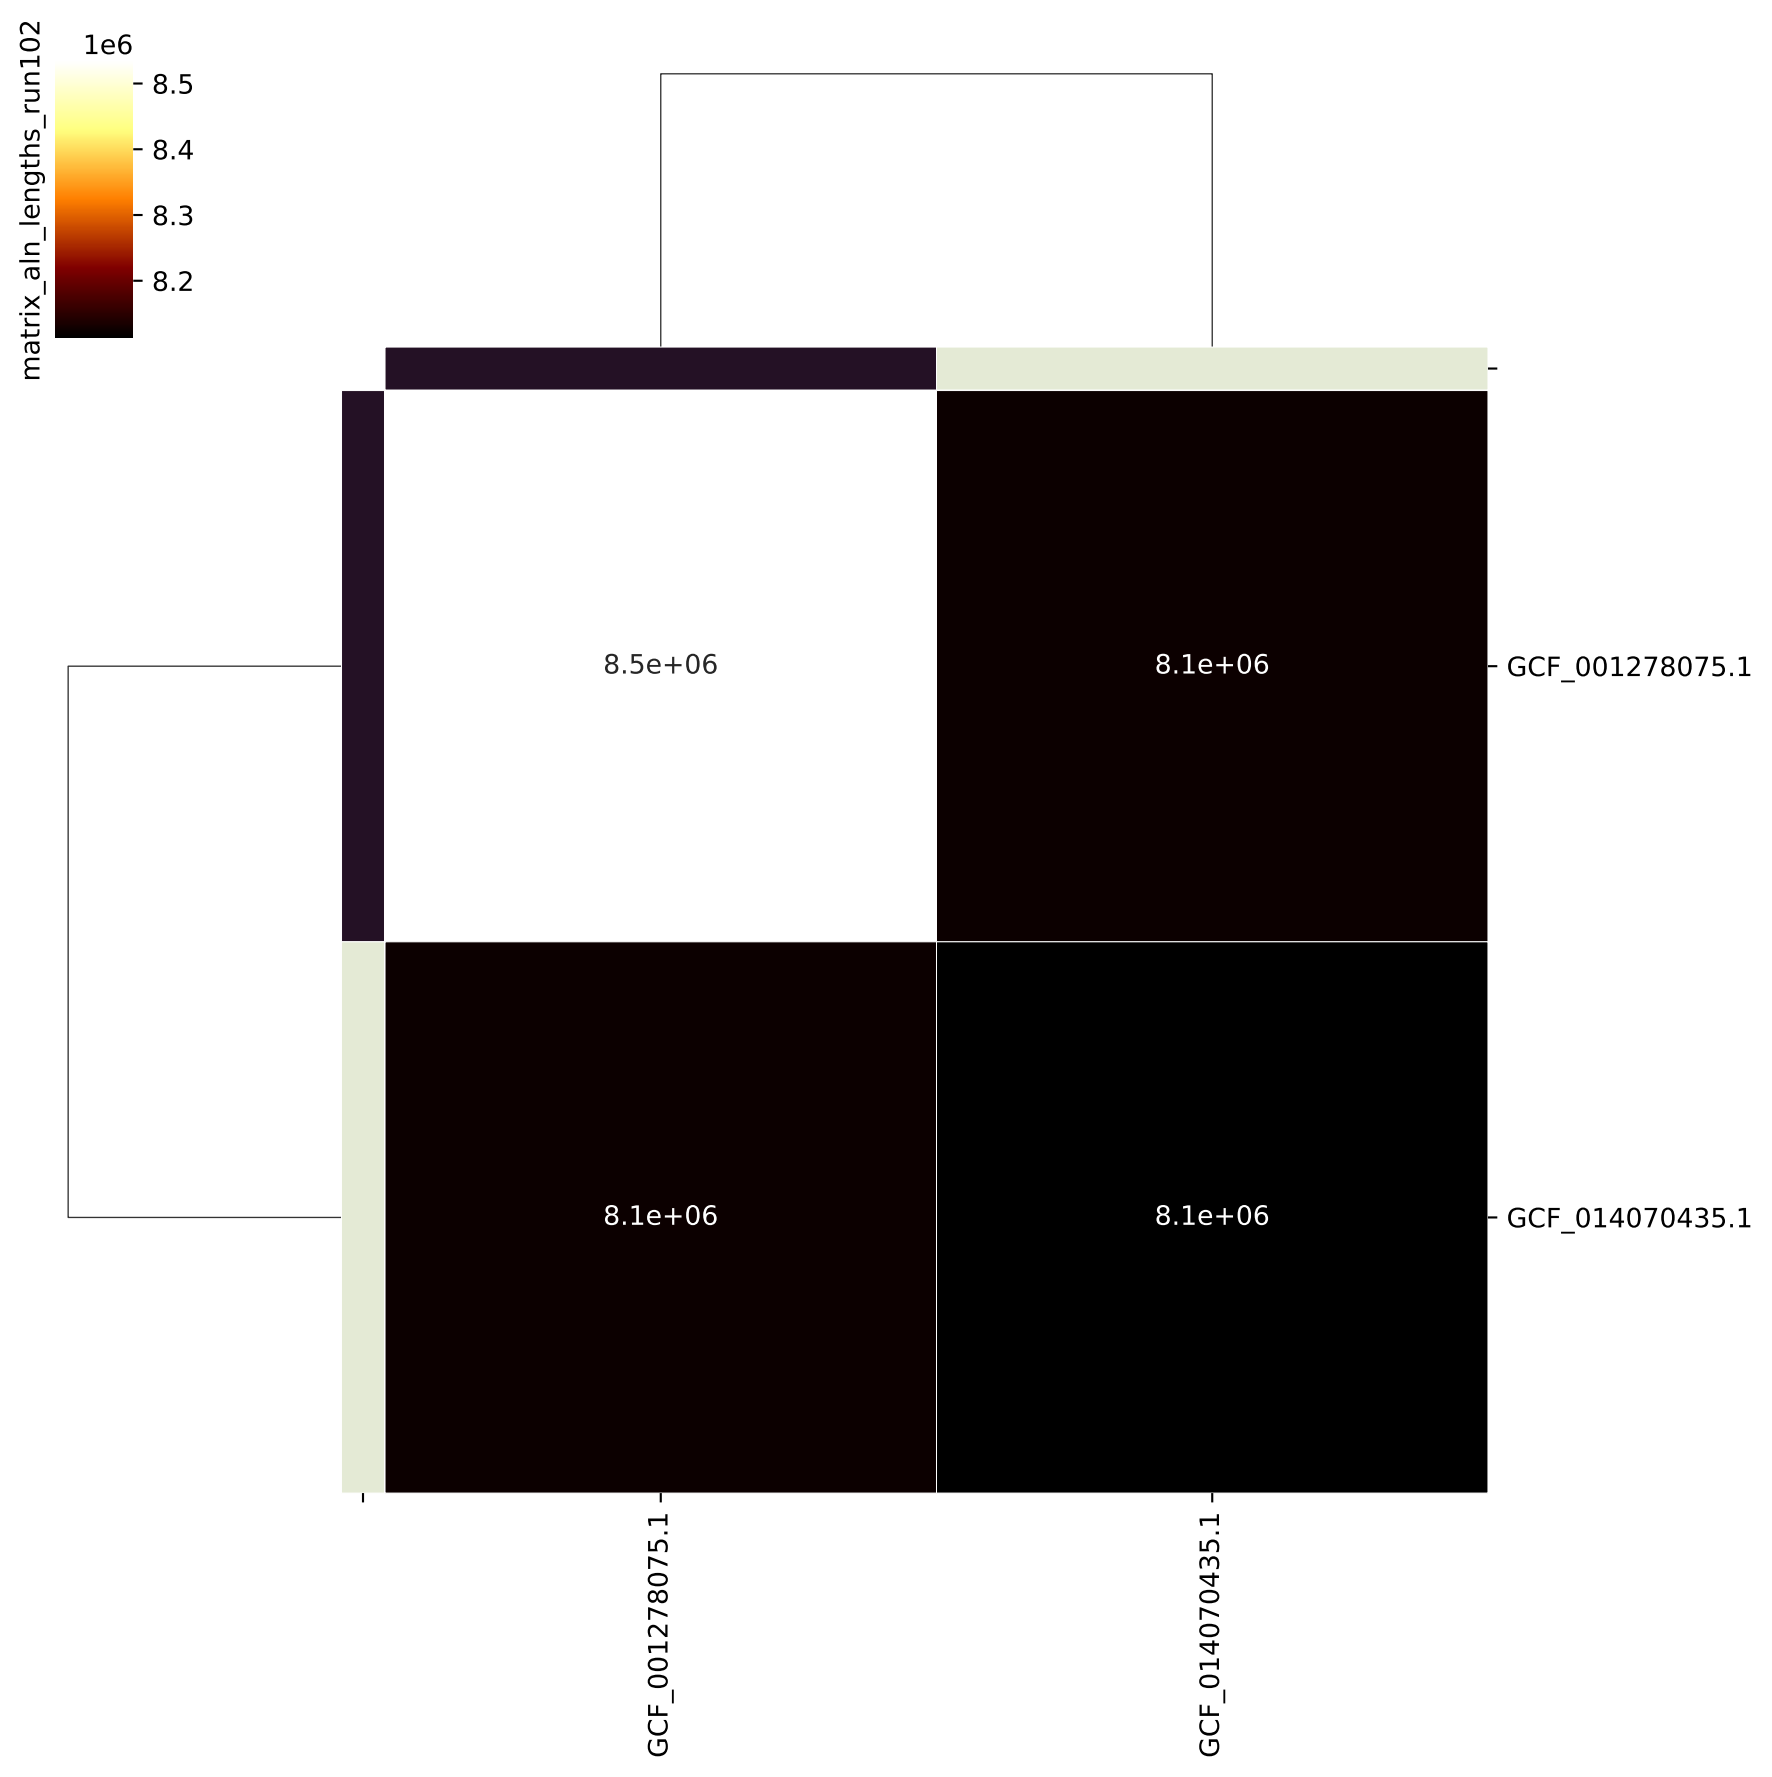 matrix_aln_lengths_run102
1e6
8.5
8.4
8.3
8.2
8.5e+06
8.1e+06
GCF_001278075.1
8.1e+06
8.1e+06
GCF_014070435.1
GCF_001278075.1
GCF_014070435.1